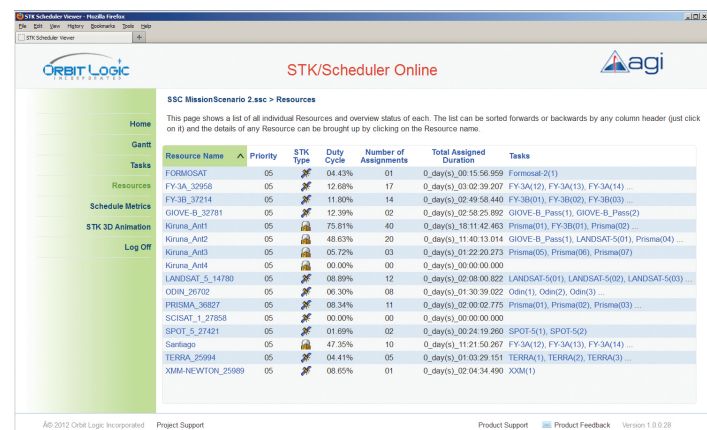 STK Scheduler Viewer - Mozilla Firefox
File Edit View History Bookmarks Tools Help
STK Scheduler Viewer +
ORBIT LOGIC
INCORPORATED
STK/Scheduler Online
agi
SSC MissionScenario 2.ssc > Resources
This page shows a list of all individual Resources and overview status of each. The list can be sorted forwards or backwards by any column header (just click
on it) and the details of any Resource can be brought up by clicking on the Resource name.
Home
Gantt
Tasks
Resources
Schedule Metrics
STK 3D Animation
Log Off
Resource Name Priority STK Type Duty Cycle Number of Assignments Total Assigned Duration Tasks
FORMOSAT 05 04.43% 01 0_day(s)_00:15:56.959 Formosat-2(1)
FY-3A_32958 05 12.68% 17 0_day(s)_03:02:39.207 FY-3A(12), FY-3A(13), FY-3A(14) ...
FY-3B_37214 05 11.80% 14 0_day(s)_02:49:58.440 FY-3B(01), FY-3B(02), FY-3B(03) ...
GIOVE-B_32781 05 12.39% 02 0_day(s)_02:58:25.892 GIOVE-B_Pass(1), GIOVE-B_Pass(2)
Kiruna_Ant1 05 75.81% 40 0_day(s)_18:11:42.463 Prisma(01), FY-3B(01), Prisma(02) ...
Kiruna_Ant2 05 48.63% 20 0_day(s)_11:40:13.014 GIOVE-B_Pass(1), LANDSAT-5(01), Prisma(04) ...
Kiruna_Ant3 05 05.72% 03 0_day(s)_01:22:20.273 Prisma(05), Prisma(06), Prisma(07)
Kiruna_Ant4 05 00.00% 00 0_day(s)_00:00:00.000
LANDSAT_5_14780 05 08.89% 12 0_day(s)_02:08:00.822 LANDSAT-5(01), LANDSAT-5(02), LANDSAT-5(03) ...
ODIN_26702 05 06.30% 08 0_day(s)_01:30:39.022 Odin(1), Odin(2), Odin(3) ...
PRISMA_36827 05 08.34% 11 0_day(s)_02:00:02.775 Prisma(01), Prisma(02), Prisma(03) ...
SCISAT_1_27858 05 00.00% 00 0_day(s)_00:00:00.000
SPOT_5_27421 05 01.69% 02 0_day(s)_00:24:19.260 SPOT-5(1), SPOT-5(2)
Santiago 05 47.35% 10 0_day(s)_11:21:50.267 FY-3A(12), FY-3A(13), FY-3A(14) ...
TERRA_25994 05 04.41% 05 0_day(s)_01:03:29.151 TERRA(1), TERRA(2), TERRA(3) ...
XMM-NEWTON_25989 05 08.65% 01 0_day(s)_02:04:34.490 XXM(1)
Â© 2012 Orbit Logic Incorporated Project Support Product Support Product Feedback Version 1.0.0.28